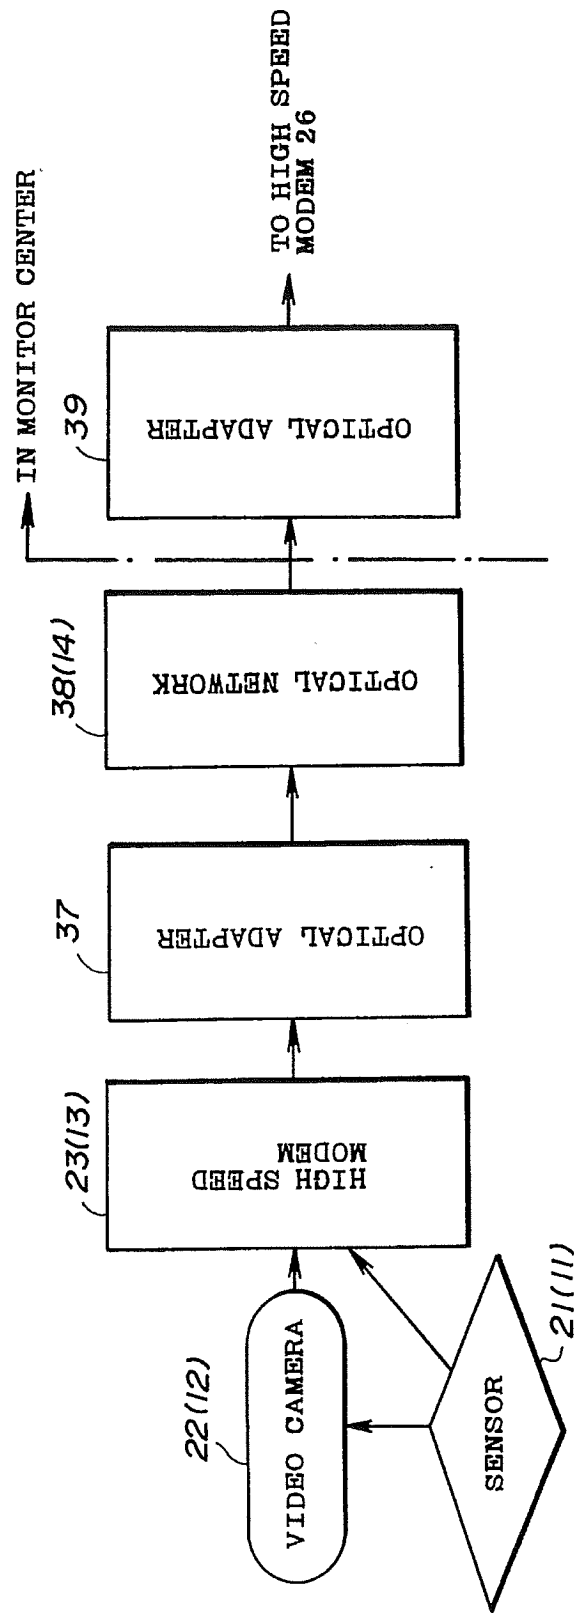 IN MONITOR CENTER
TO HIGH SPEED
MODEM 26
39
OPTICAL ADAPTER
38(14)
OPTICAL NETWORK
37
OPTICAL ADAPTER
23(13)
HIGH SPEED
MODEM
22(12)
VIDEO CAMERA
SENSOR
21(11)